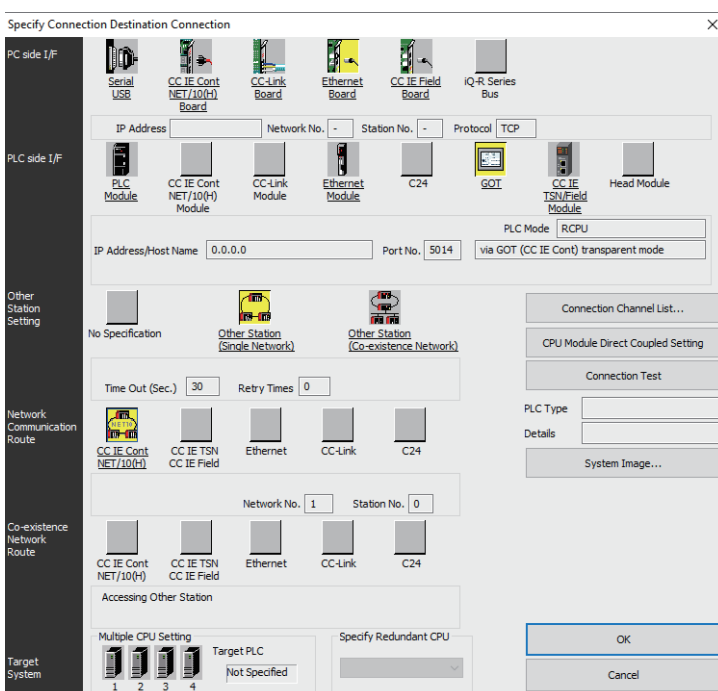 Specify Connection Destination Connection
PC side I/F
Serial
USB
CC IE Cont
NET/10(H)
Board
CC-Link
Board
Ethernet
Board
CC IE Field
Board
iQ-R Series
Bus
IP Address
Network No. -
Station No. -
Protocol TCP
PLC side I/F
PLC
Module
CC IE Cont
NET/10(H)
Module
CC-Link
Module
Ethernet
Module
C24
GOT
CC IE
TSN/Field
Module
Head Module
PLC Mode RCPU
IP Address/Host Name 0.0.0.0
Port No. 5014
via GOT (CC IE Cont) transparent mode
Other
Station
Setting
No Specification
Other Station
(Single Network)
Other Station
(Co-existence Network)
Connection Channel List...
CPU Module Direct Coupled Setting
Time Out (Sec.) 30
Retry Times 0
Connection Test
PLC Type
Details
System Image...
Network
Communication
Route
NET10
CC IE Cont
NET/10(H)
CC IE TSN
CC IE Field
Ethernet
CC-Link
C24
Network No. 1
Station No. 0
Co-existence
Network
Route
CC IE Cont
NET/10(H)
CC IE TSN
CC IE Field
Ethernet
CC-Link
C24
Accessing Other Station
Target
System
Multiple CPU Setting
1 2 3 4
Target PLC
Not Specified
Specify Redundant CPU
OK
Cancel